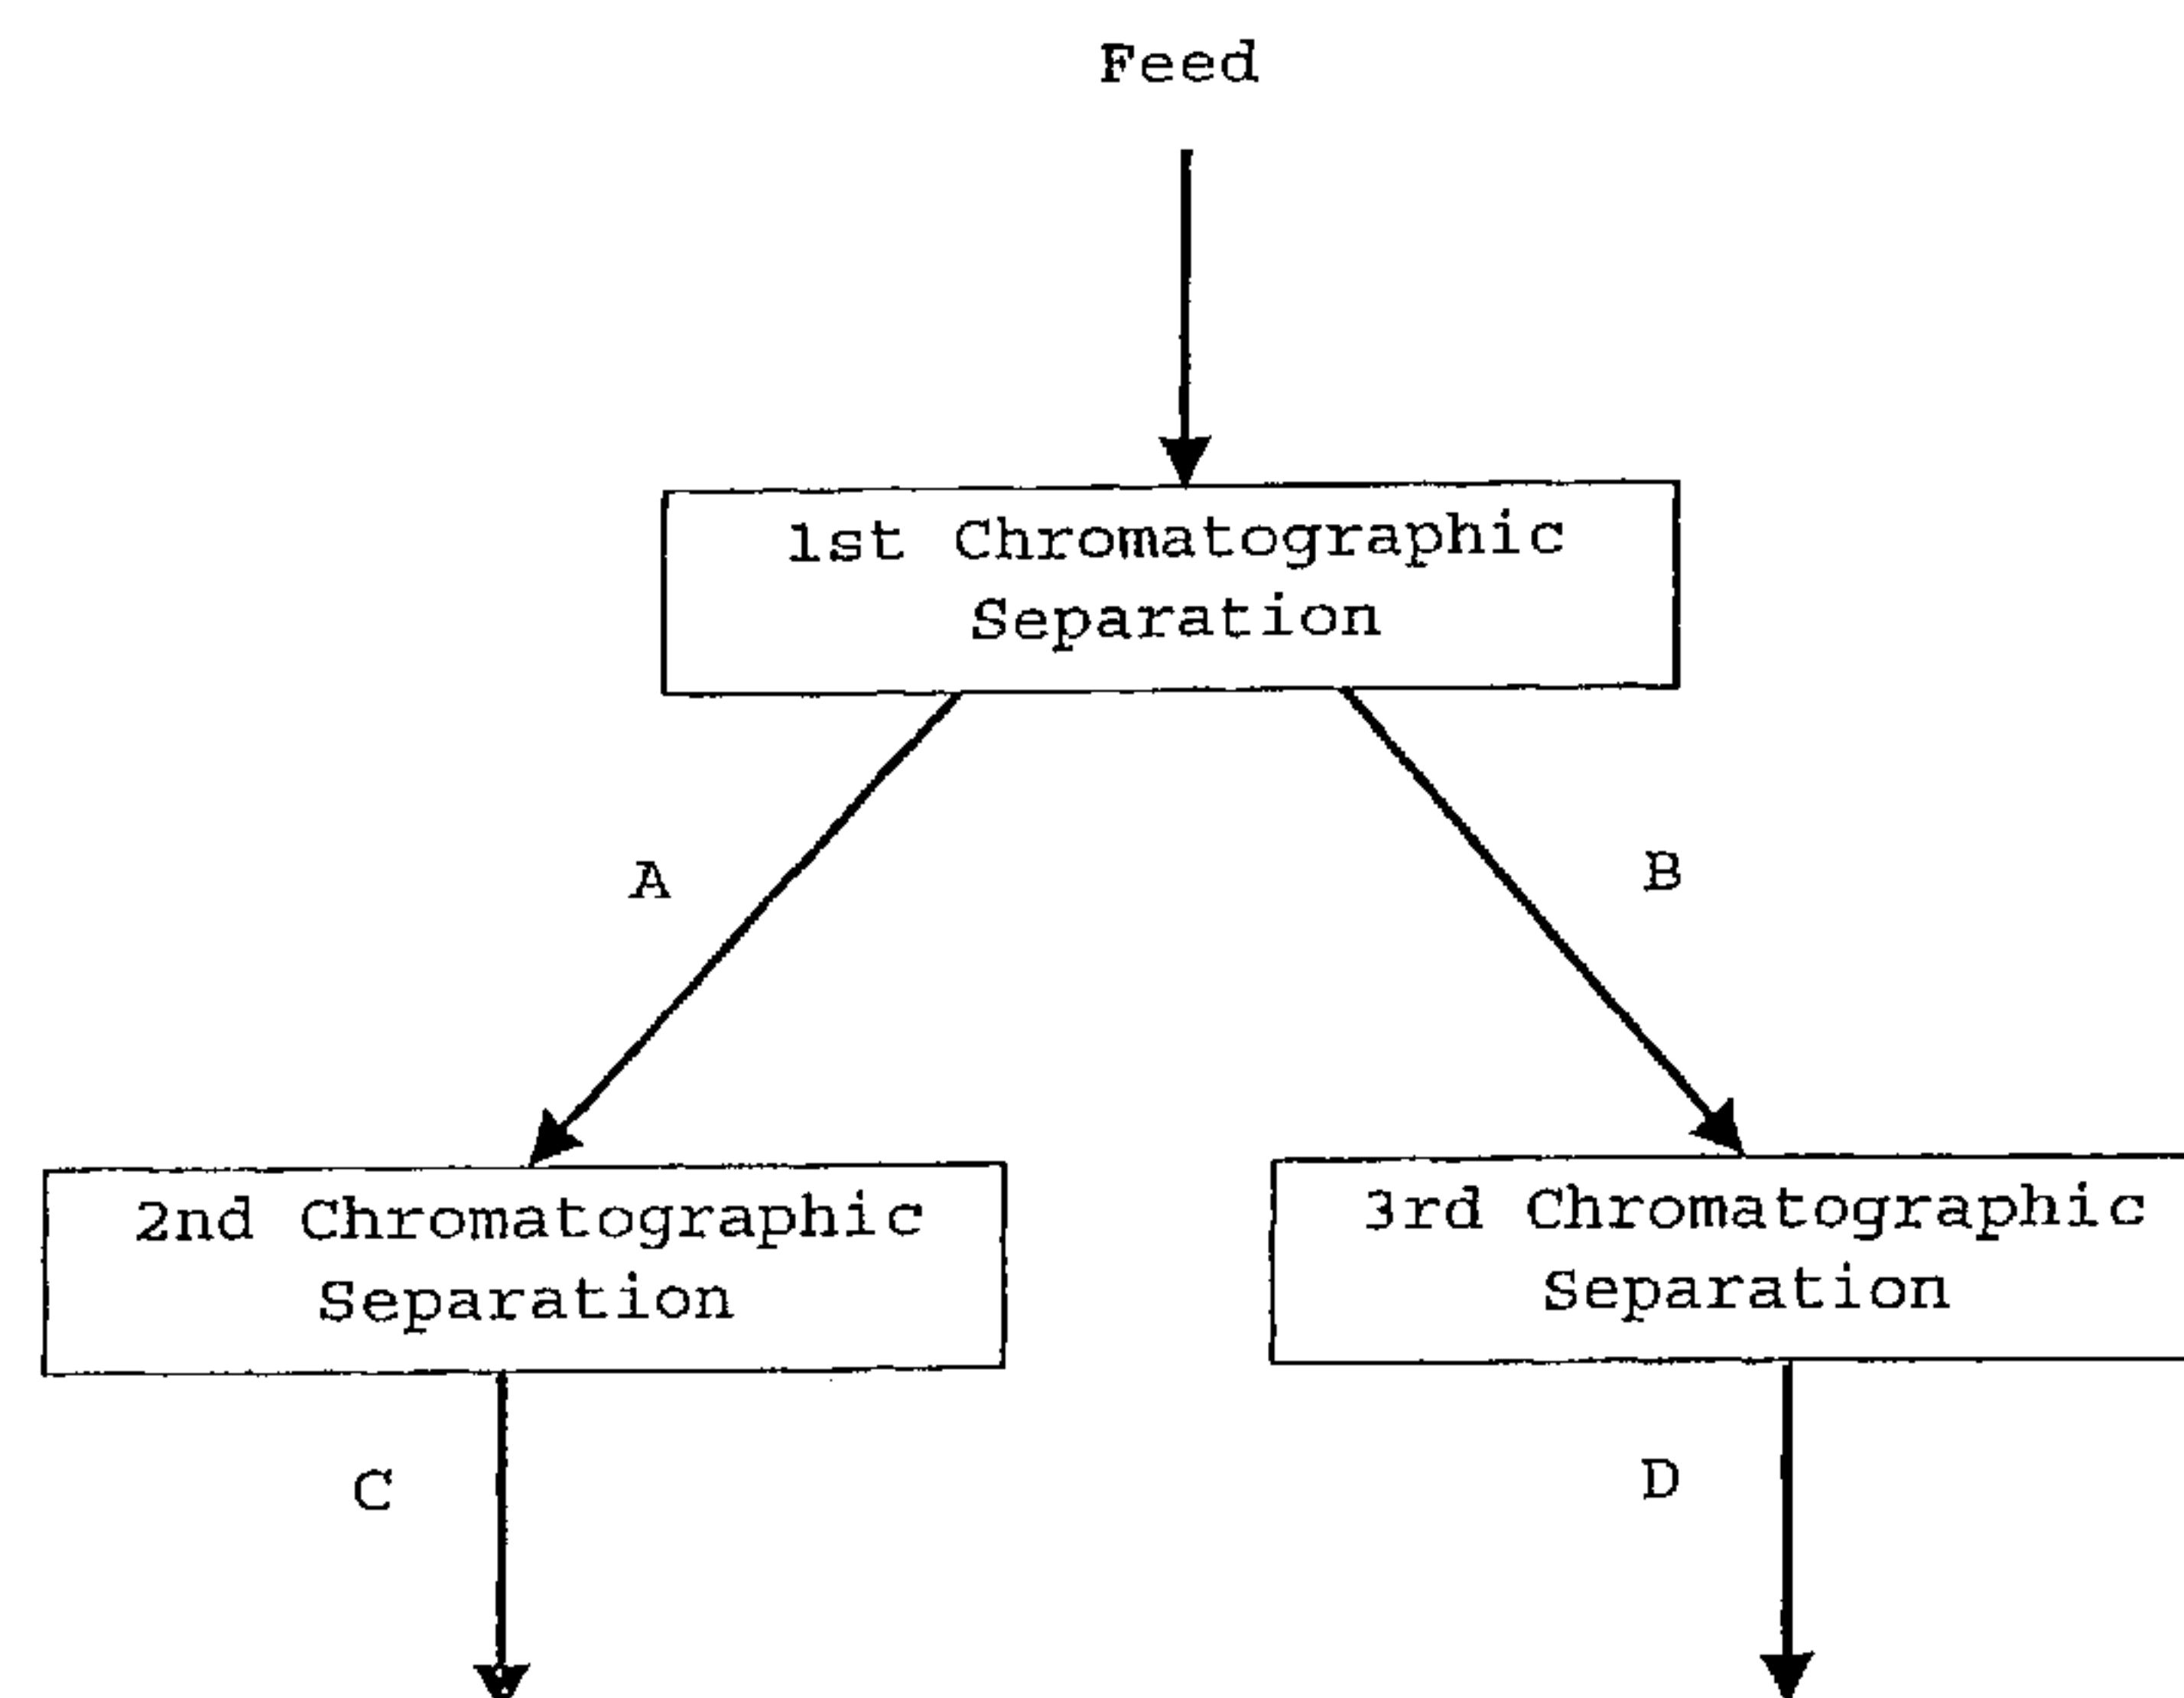 Feed
1st Chromatographic
Separation
A
B
2nd Chromatographic
Separation
3rd Chromatographic
Separation
C
D